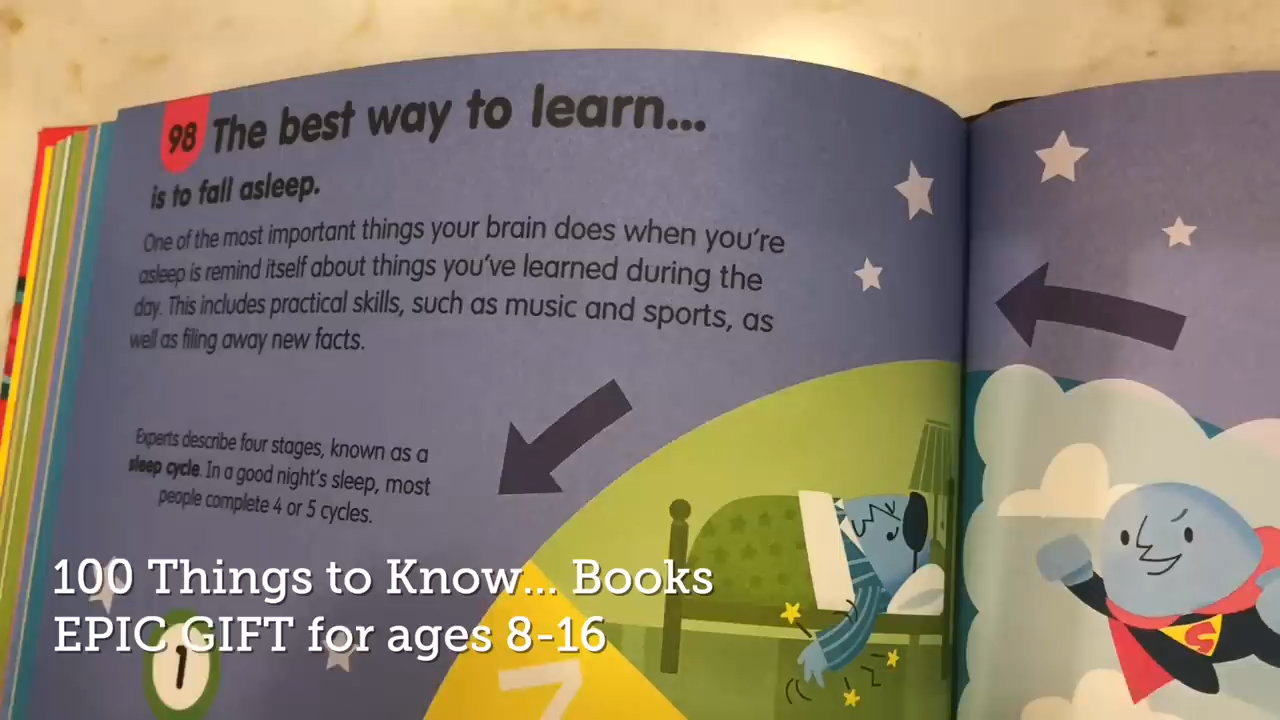 98 The best way to learn...
is to fall asleep.
One of the most important things your brain does when you're
asleep is remind itself about things you've learned during the
day. This includes practical skills, such as music and sports, as
well as filing away new facts.
Experts describe four stages, known as a
sleep cycle. In a good night's sleep, most
people complete 4 or 5 cycles.
100 Things to Know... Books
EPIC GIFT for ages 8-16
1
S